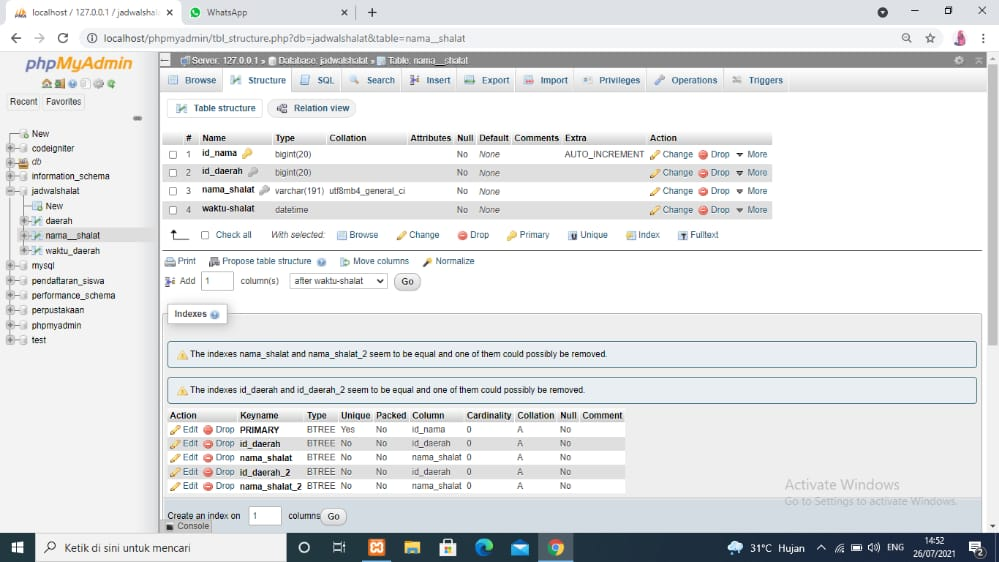 localhost / 127.0.0.1 / jadwalshal
WhatsApp
localhost/phpmyadmin/tbl_structure.php?db=jadwalshalat&table=nama__shalat
phpMyAdmin
Recent Favorites
New
codeigniter
db
information_schema
jadwalshalat
New
daerah
nama__shalat
waktu_daerah
mysql
pendaftaran_siswa
performance_schema
perpustakaan
phpmyadmin
test
Server: 127.0.0.1 » Database: jadwalshalat » Table: nama__shalat
Browse Structure SQL Search Insert Export Import Privileges Operations Triggers
Table structure Relation view
# Name Type Collation Attributes Null Default Comments Extra Action
1 id_nama bigint(20) No None AUTO_INCREMENT Change Drop More
2 id_daerah bigint(20) No None Change Drop More
3 nama_shalat varchar(191) utf8mb4_general_ci No None Change Drop More
4 waktu-shalat datetime No None Change Drop More
Check all With selected: Browse Change Drop Primary Unique Index Fulltext
Print Propose table structure Move columns Normalize
Add 1 column(s) after waktu-shalat Go
Indexes
The indexes nama_shalat and nama_shalat_2 seem to be equal and one of them could possibly be removed.
The indexes id_daerah and id_daerah_2 seem to be equal and one of them could possibly be removed.
Action Keyname Type Unique Packed Column Cardinality Collation Null Comment
Edit Drop PRIMARY BTREE Yes No id_nama 0 A No
Edit Drop id_daerah BTREE No No id_daerah 0 A No
Edit Drop nama_shalat BTREE No No nama_shalat 0 A No
Edit Drop id_daerah_2 BTREE No No id_daerah 0 A No
Edit Drop nama_shalat_2 BTREE No No nama_shalat 0 A No
Create an index on 1 columns Go
Console
Activate Windows
Go to Settings to activate Windows.
Ketik di sini untuk mencari
31°C Hujan
ENG
14:52
26/07/2021
2